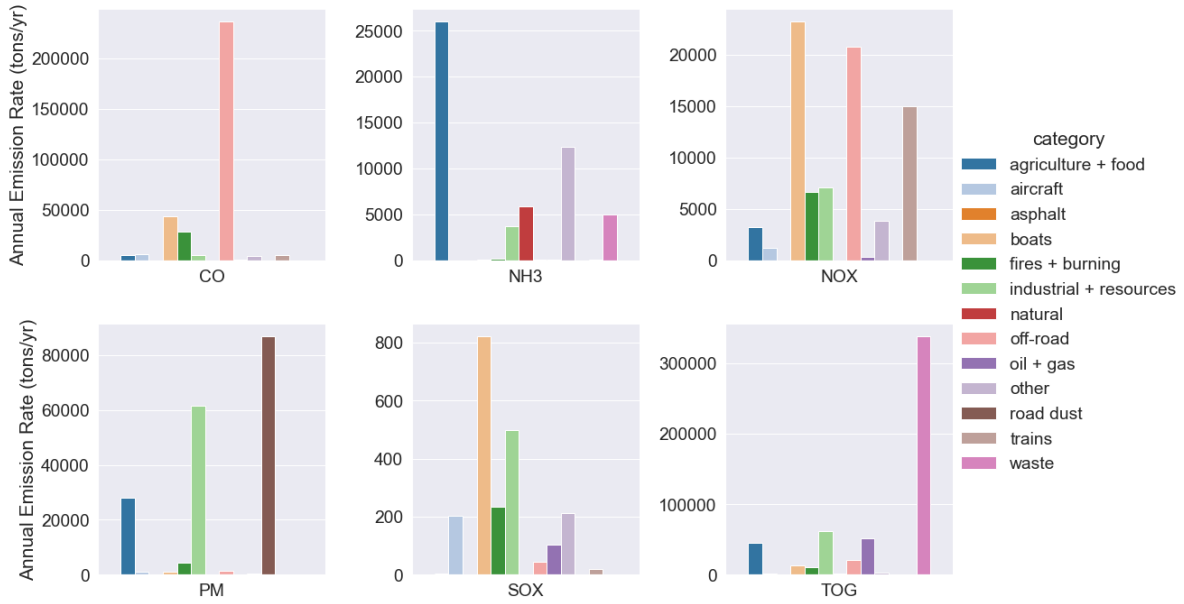 Annual Emission Rate (tons/yr)
200000
150000
100000
50000
0
CO
25000
20000
15000
10000
5000
0
NH3
20000
15000
10000
5000
0
NOX
Annual Emission Rate (tons/yr)
80000
60000
40000
20000
0
PM
800
600
400
200
0
SOX
300000
200000
100000
0
TOG
category
agriculture + food
aircraft
asphalt
boats
fires + burning
industrial + resources
natural
off-road
oil + gas
other
road dust
trains
waste